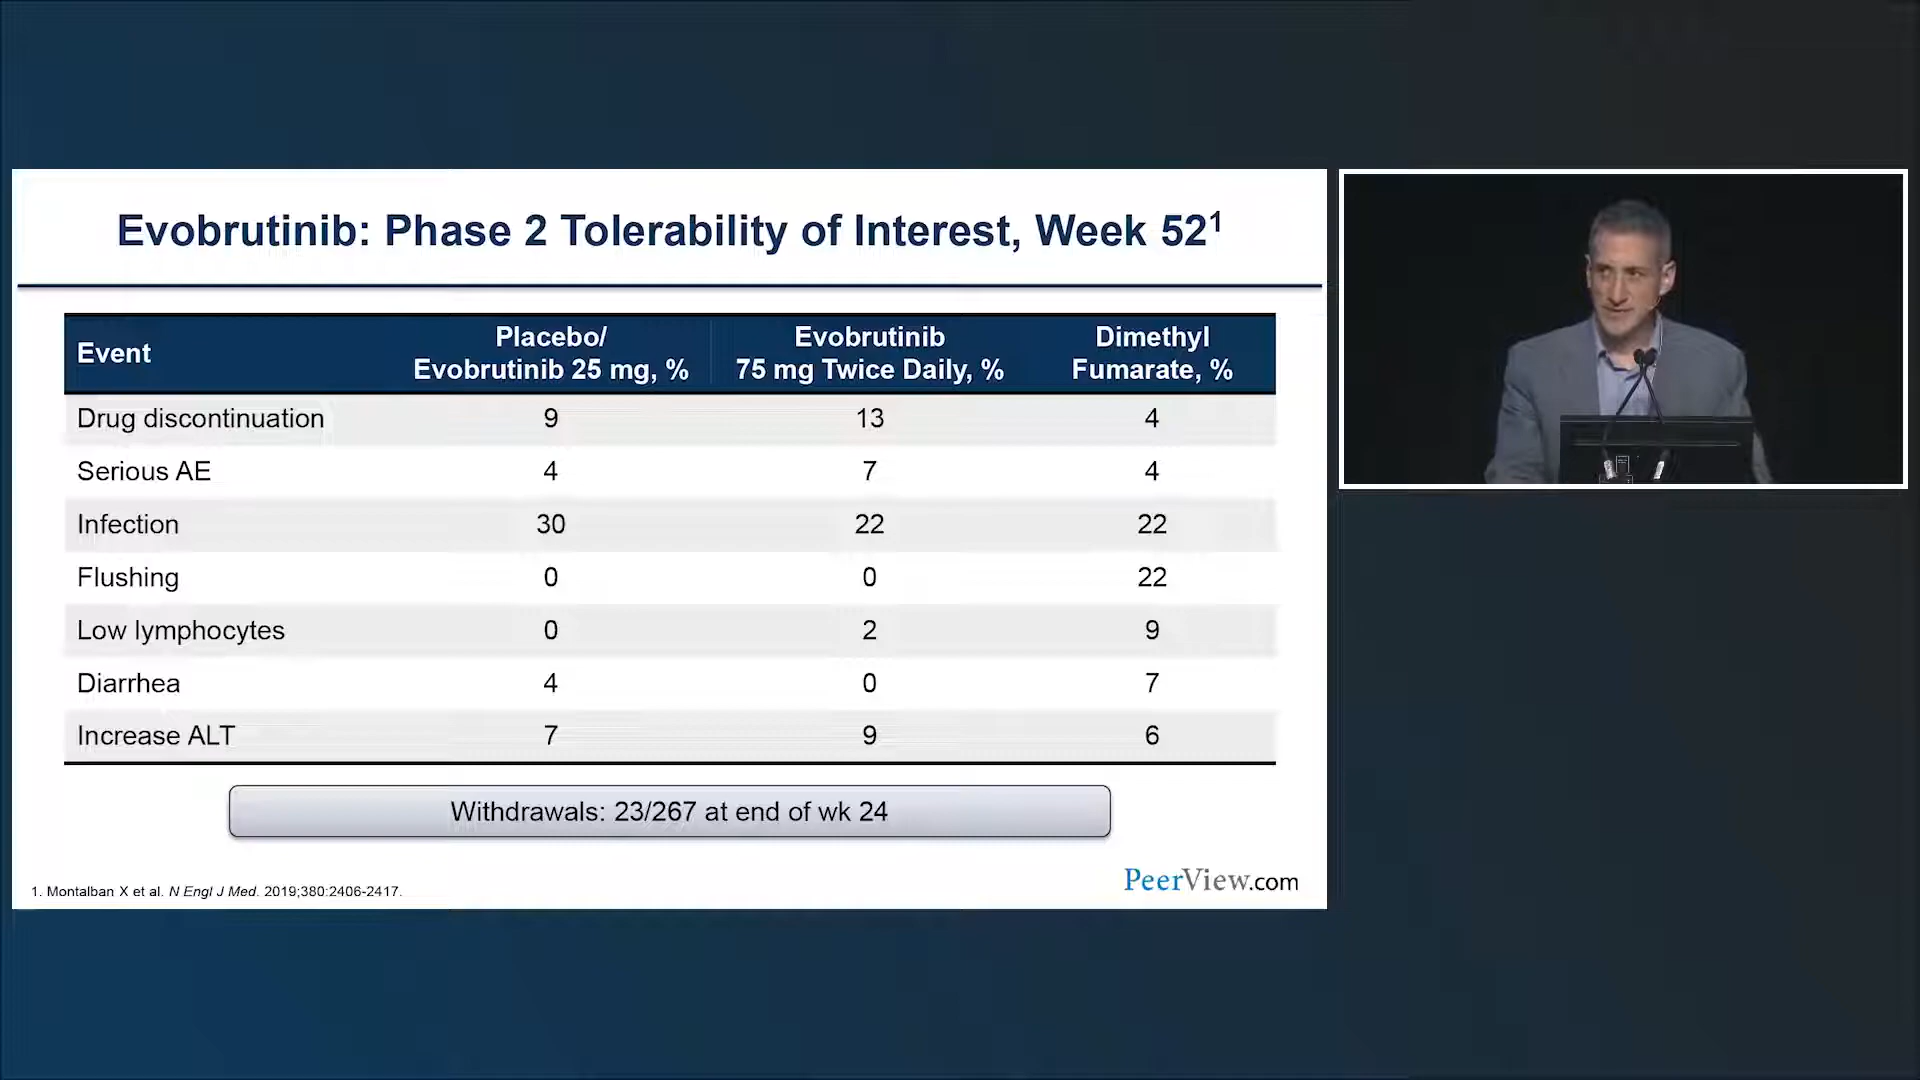 Evobrutinib: Phase 2 Tolerability of Interest, Week 52¹
Event
Placebo/
Evobrutinib 25 mg, %
Evobrutinib
75 mg Twice Daily, %
Dimethyl
Fumarate, %
Drug discontinuation 9 13 4
Serious AE 4 7 4
Infection 30 22 22
Flushing 0 0 22
Low lymphocytes 0 2 9
Diarrhea 4 0 7
Increase ALT 7 9 6
Withdrawals: 23/267 at end of wk 24
PeerView.com
1. Montalban X et al. N Engl J Med. 2019;380:2406-2417.